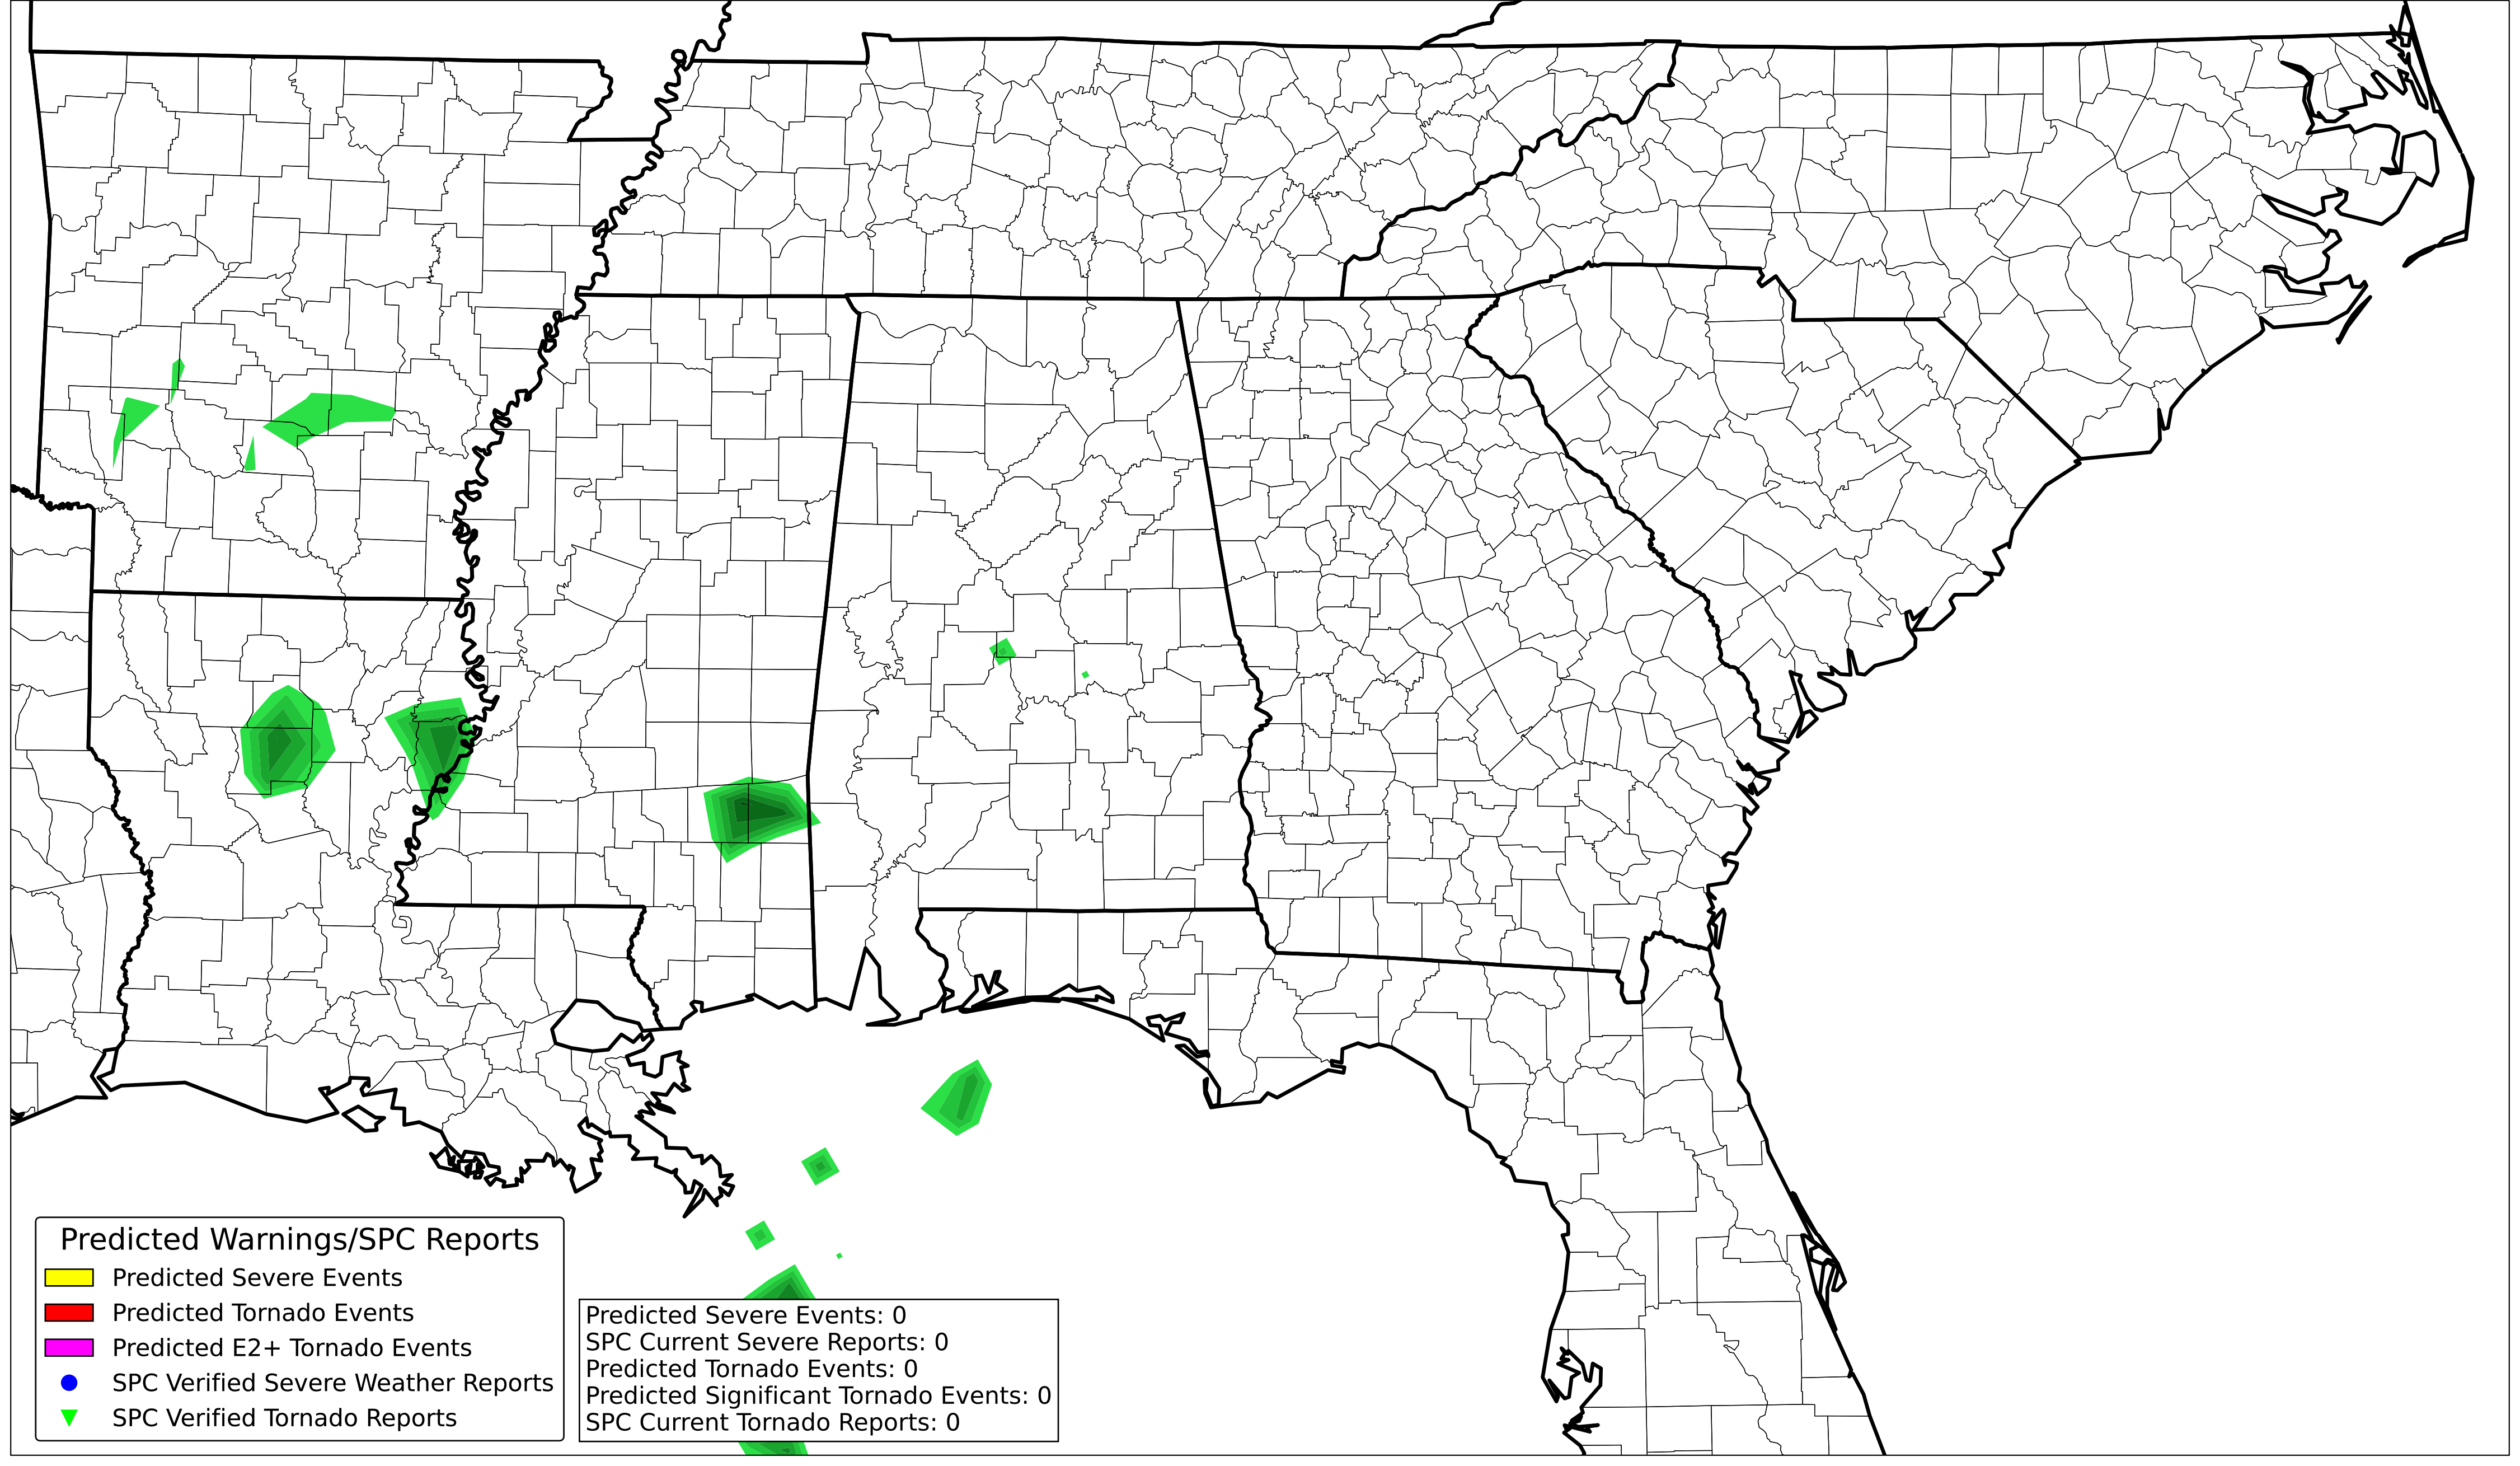 Predicted Warnings/SPC Reports
Predicted Severe Events
Predicted Tornado Events
Predicted E2+ Tornado Events
SPC Verified Severe Weather Reports
SPC Verified Tornado Reports
Predicted Severe Events: 0
SPC Current Severe Reports: 0
Predicted Tornado Events: 0
Predicted Significant Tornado Events: 0
SPC Current Tornado Reports: 0